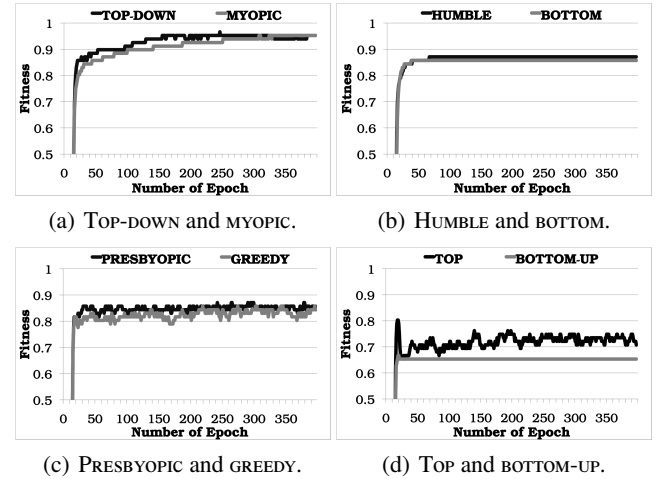 TOP-DOWN MYOPIC
1
0.9
0.8
0.7
0.6
0.5
Fitness
0 50 100 150 200 250 300 350
Number of Epoch
(a) Top-down and myopic.
HUMBLE BOTTOM
1
0.9
0.8
0.7
0.6
0.5
Fitness
0 50 100 150 200 250 300 350
Number of Epoch
(b) Humble and bottom.
PRESBYOPIC GREEDY
1
0.9
0.8
0.7
0.6
0.5
Fitness
0 50 100 150 200 250 300 350
Number of Epoch
(c) Presbyopic and greedy.
TOP BOTTOM-UP
1
0.9
0.8
0.7
0.6
0.5
Fitness
0 50 100 150 200 250 300 350
Number of Epoch
(d) Top and bottom-up.